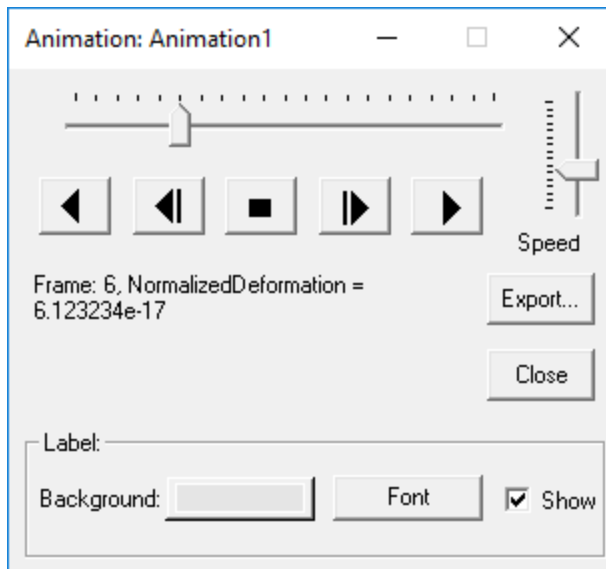 Animation: Animation1
Speed
Frame: 6, NormalizedDeformation =
6.123234e-17
Export...
Close
Label:
Background:
Font
Show